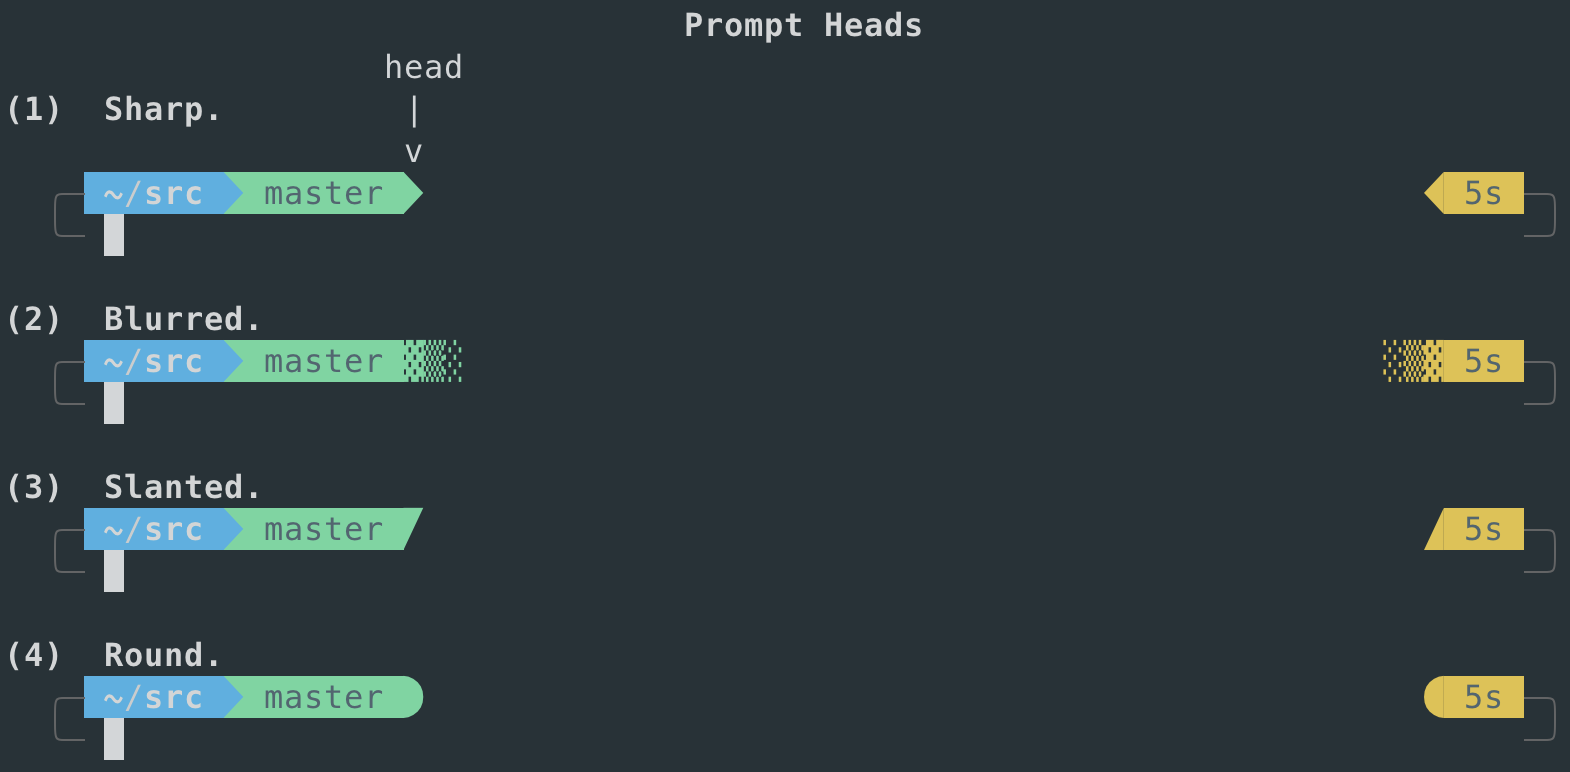 Prompt Heads
head
(1) Sharp. |
v
~/src master 5s
(2) Blurred.
~/src master 5s
(3) Slanted.
~/src master 5s
(4) Round.
~/src master 5s